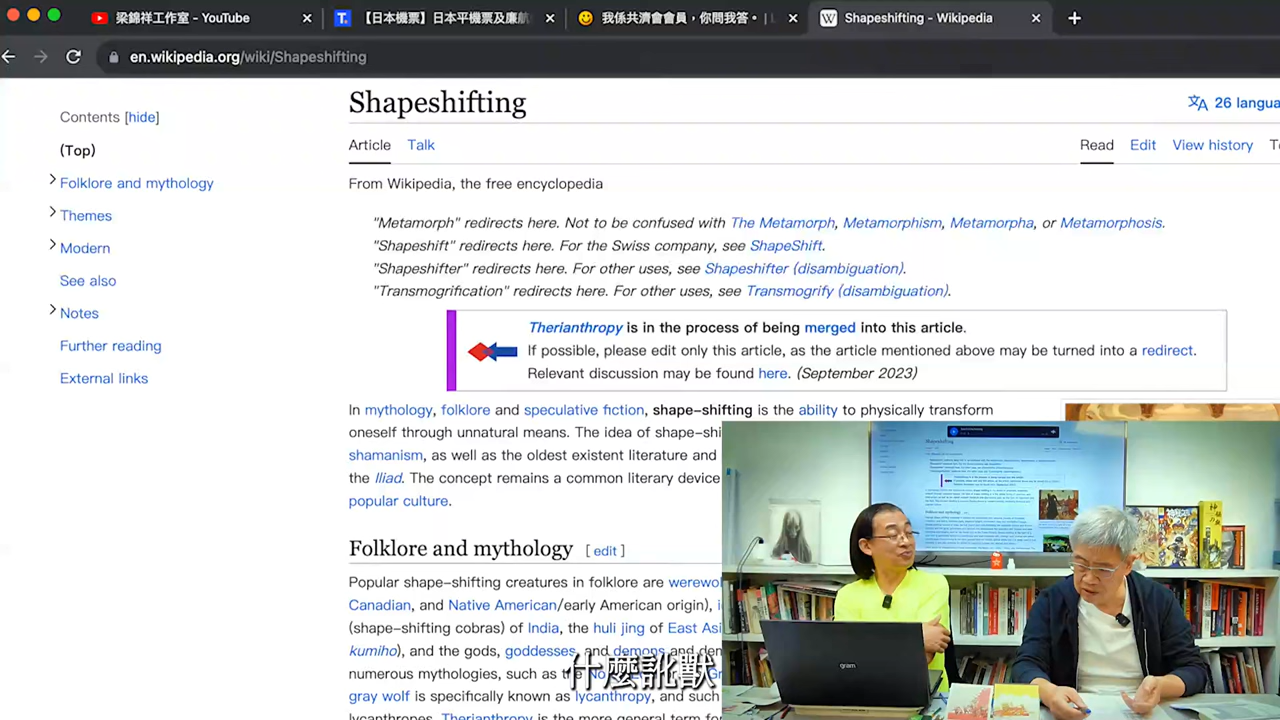 梁錦祥工作室 - YouTube
T. 【日本機票】日本平機票及廉航
我係共濟會會員，你問我答。• | L
W Shapeshifting - Wikipedia
en.wikipedia.org/wiki/Shapeshifting
Contents [hide]
(Top)
Folklore and mythology
Themes
Modern
See also
Notes
Further reading
External links
Shapeshifting
26 langua
Article Talk
Read Edit View history
From Wikipedia, the free encyclopedia
"Metamorph" redirects here. Not to be confused with The Metamorph, Metamorphism, Metamorpha, or Metamorphosis.
"Shapeshift" redirects here. For the Swiss company, see ShapeShift.
"Shapeshifter" redirects here. For other uses, see Shapeshifter (disambiguation).
"Transmogrification" redirects here. For other uses, see Transmogrify (disambiguation).
Therianthropy is in the process of being merged into this article.
If possible, please edit only this article, as the article mentioned above may be turned into a redirect.
Relevant discussion may be found here. (September 2023)
In mythology, folklore and speculative fiction, shape-shifting is the ability to physically transform
oneself through unnatural means. The idea of shape-shi
shamanism, as well as the oldest existent literature and
the Iliad. The concept remains a common literary devic
popular culture.
Folklore and mythology [ edit ]
Popular shape-shifting creatures in folklore are werewol
Canadian, and Native American/early American origin), i
(shape-shifting cobras) of India, the huli jing of East Asi
kumiho), and the gods, goddesses, and demons and de
numerous mythologies, such as the No
gray wolf is specifically known as lycanthropy, and such
lycanthropes. Therianthropy is the more general term fo
什麼訛獸
gram